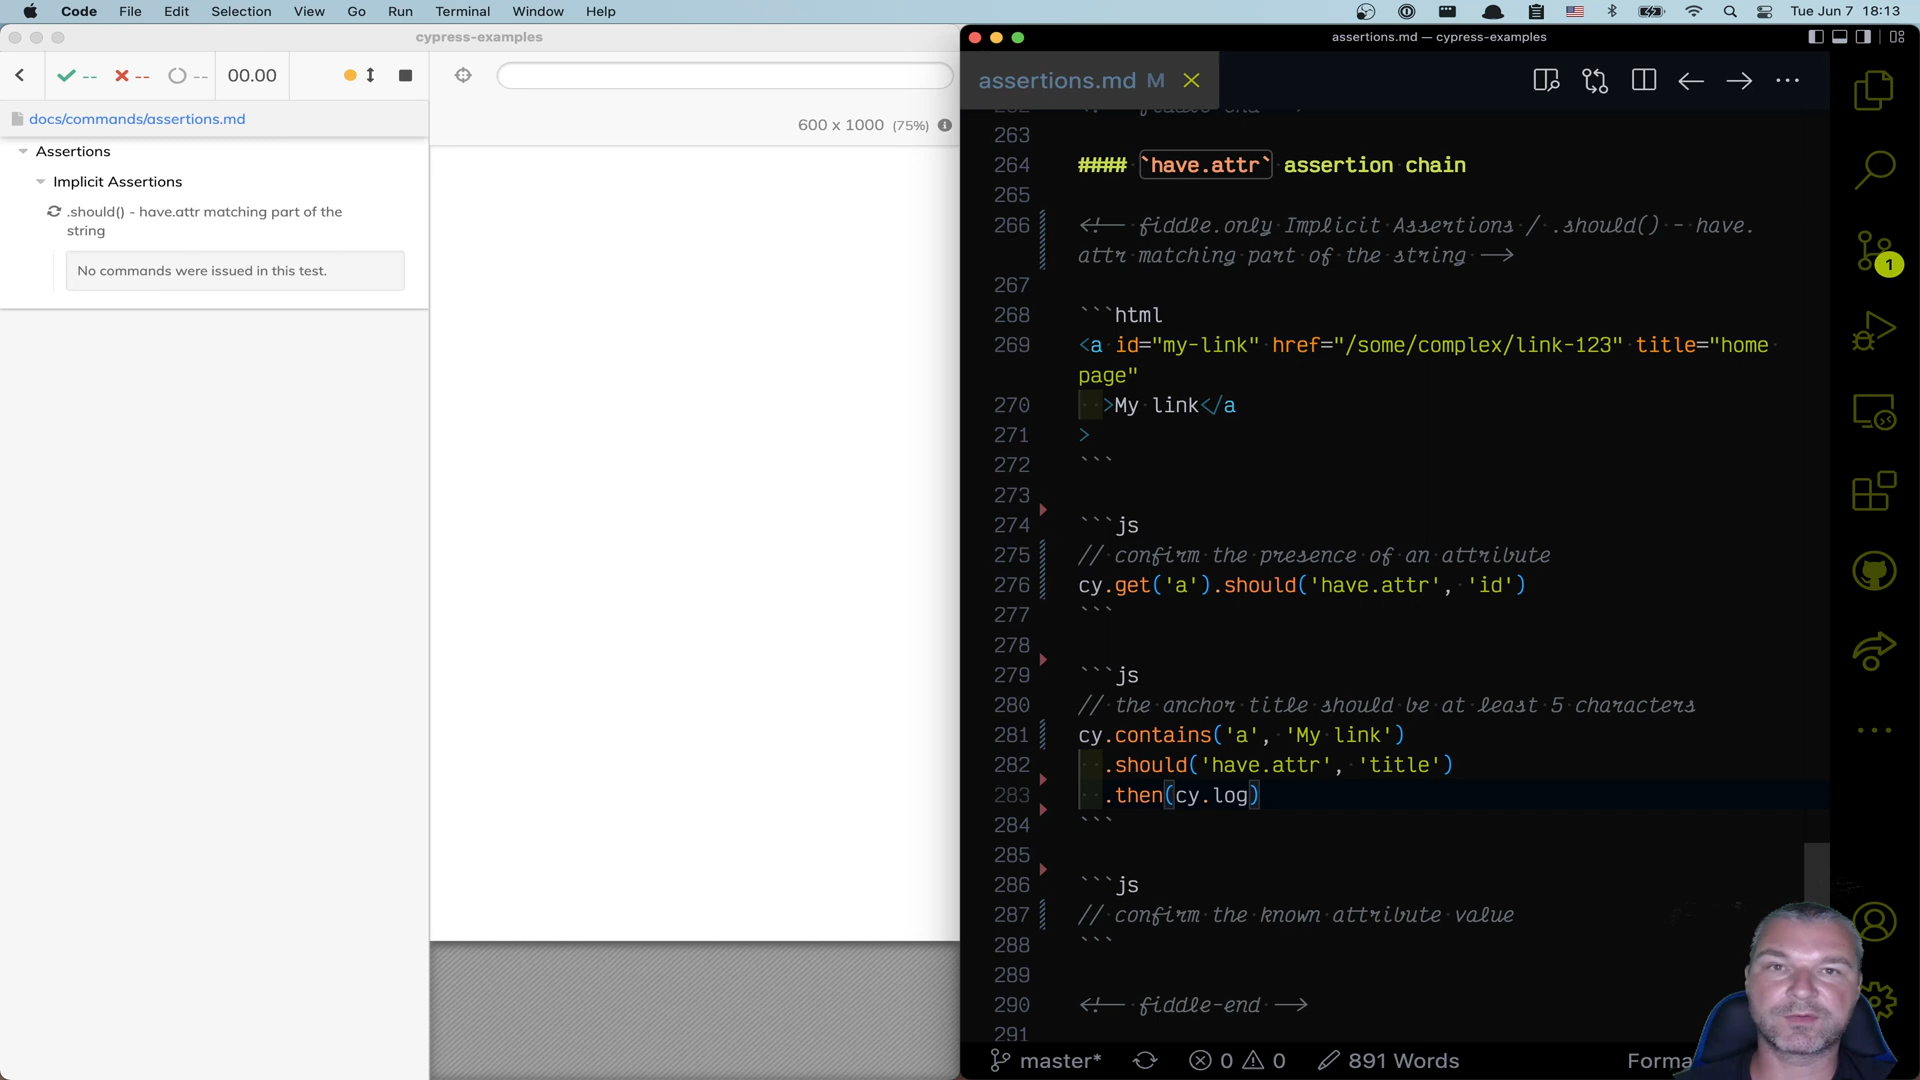 Code File Edit Selection View Go Run Terminal Window Help Tue Jun 7 18:13
cypress-examples
-- -- -- 00.00
docs/commands/assertions.md
600 x 1000 (75%)
Assertions
Implicit Assertions
.should() - have.attr matching part of the
string
No commands were issued in this test.
assertions.md — cypress-examples
assertions.md M
263
264 #### `have.attr` assertion chain
265
266 <!-- fiddle.only Implicit Assertions / .should() - have.
attr matching part of the string -->
267
268 ```html
269 <a id="my-link" href="/some/complex/link-123" title="home
page"
270 >My link</a
271 >
272 ```
273
274 ```js
275 // confirm the presence of an attribute
276 cy.get('a').should('have.attr', 'id')
277 ```
278
279 ```js
280 // the anchor title should be at least 5 characters
281 cy.contains('a', 'My link')
282 .should('have.attr', 'title')
283 .then(cy.log)
284 ```
285
286 ```js
287 // confirm the known attribute value
288 ```
289
290 <!-- fiddle-end -->
291
1
master* 0 0 891 Words Forma